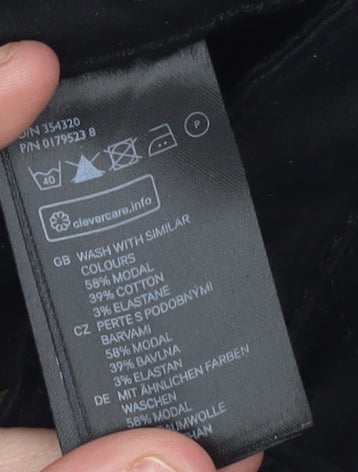 O/N 354320
P/N 0179523 8
40
P
clevercare.info
GB WASH WITH SIMILAR
COLOURS
58% MODAL
39% COTTON
3% ELASTANE
CZ PERTE S PODOBNÝMI
BARVAMI
58% MODAL
39% BAVLNA
3% ELASTAN
DE MIT ÄHNLICHEN FARBEN
WASCHEN
58% MODAL